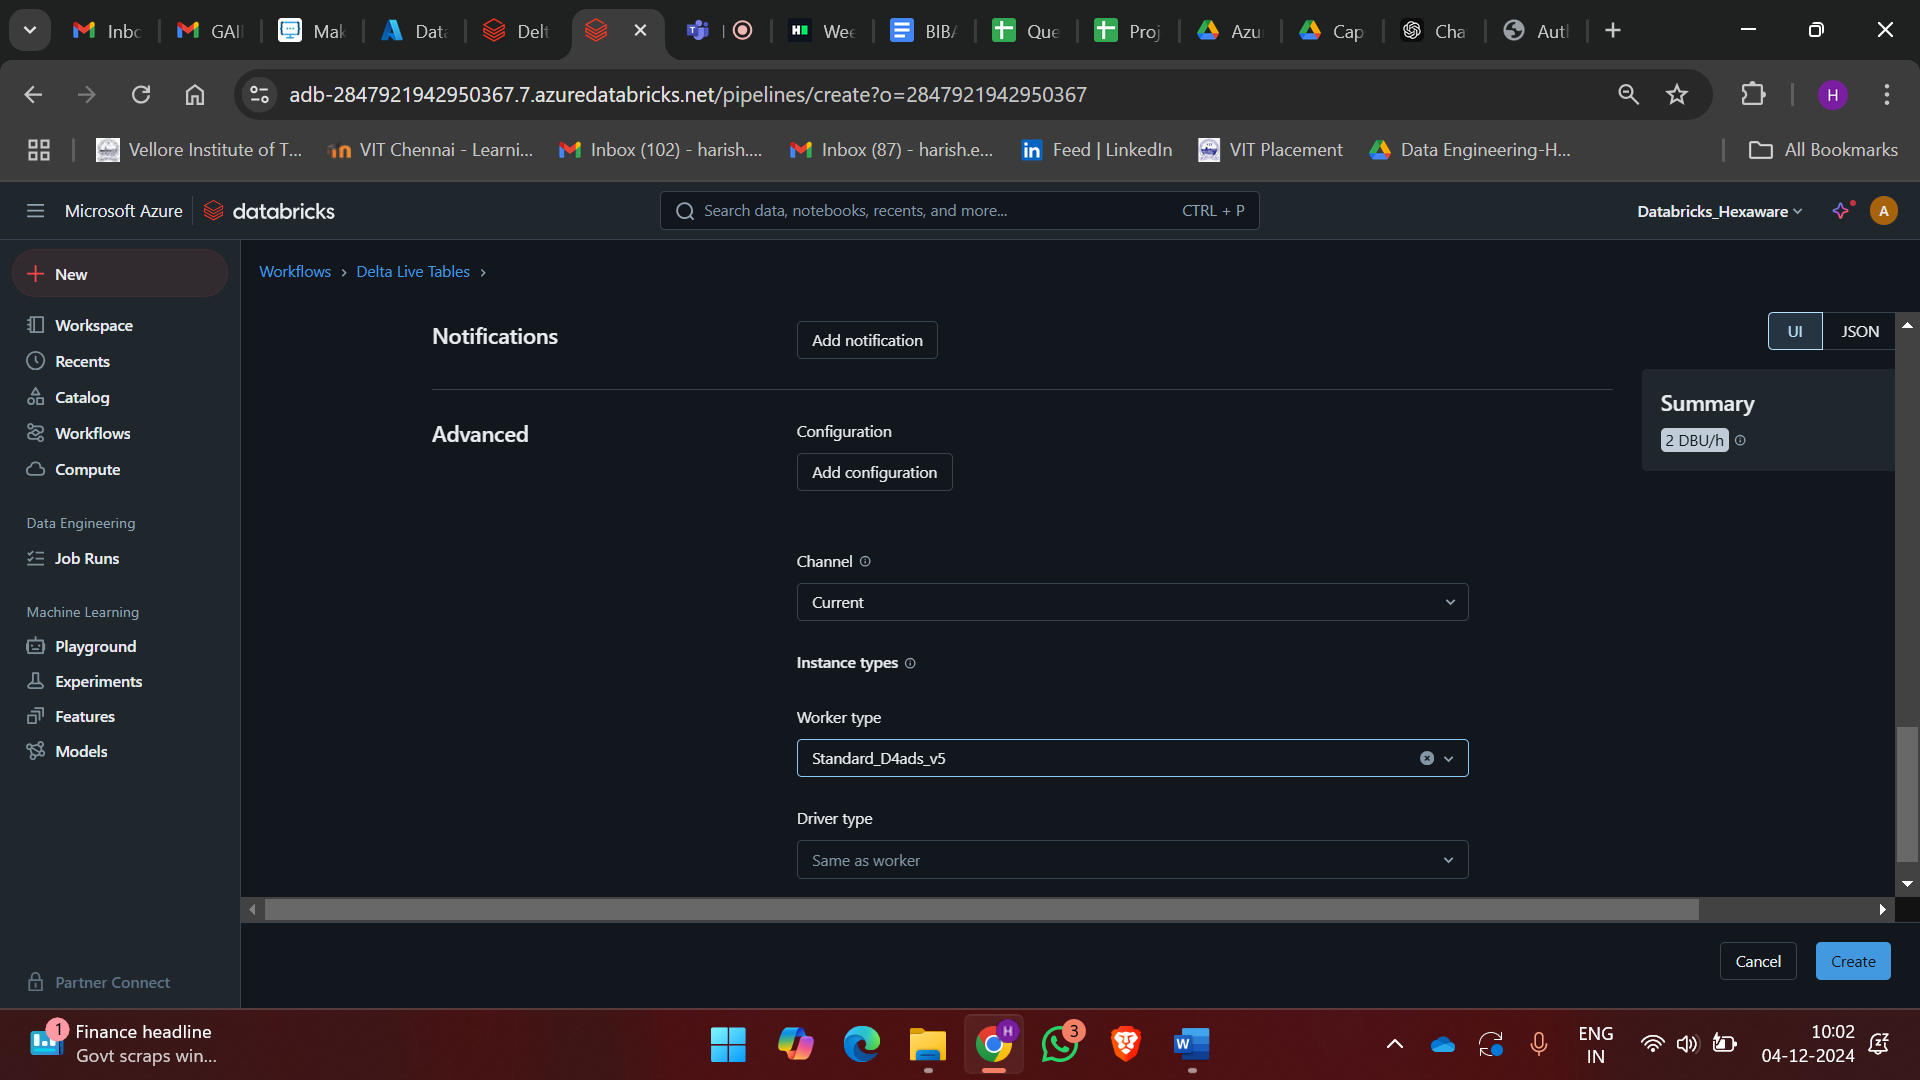 Inbo
GAII
Mak
Data
Delt
Wee
BIBA
Que
Proj
Azu
Cap
Cha
Aut
adb-2847921942950367.7.azuredatabricks.net/pipelines/create?o=2847921942950367
H
Vellore Institute of T...
VIT Chennai - Learni...
Inbox (102) - harish....
Inbox (87) - harish.e...
Feed | LinkedIn
VIT Placement
Data Engineering-H...
All Bookmarks
Microsoft Azure
databricks
Search data, notebooks, recents, and more...
CTRL + P
Databricks_Hexaware
A
New
Workspace
Recents
Catalog
Workflows
Compute
Data Engineering
Job Runs
Machine Learning
Playground
Experiments
Features
Models
Partner Connect
Workflows › Delta Live Tables ›
Notifications
Add notification
UI
JSON
Summary
2 DBU/h
Advanced
Configuration
Add configuration
Channel
Current
Instance types
Worker type
Standard_D4ads_v5
Driver type
Same as worker
Cancel
Create
1
Finance headline
Govt scraps win...
H
3
W
ENG
IN
10:02
04-12-2024